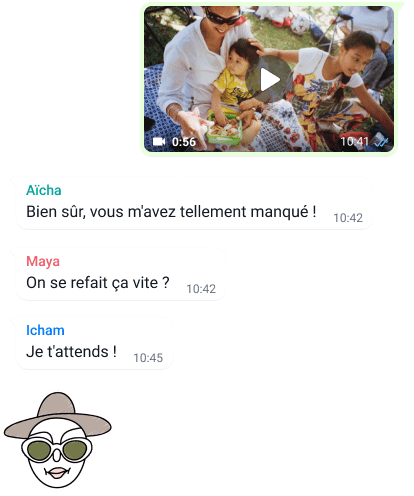 0:56
10:41
Aïcha
Bien sûr, vous m'avez tellement manqué !
10:42
Maya
On se refait ça vite ?
10:42
Icham
Je t'attends !
10:45